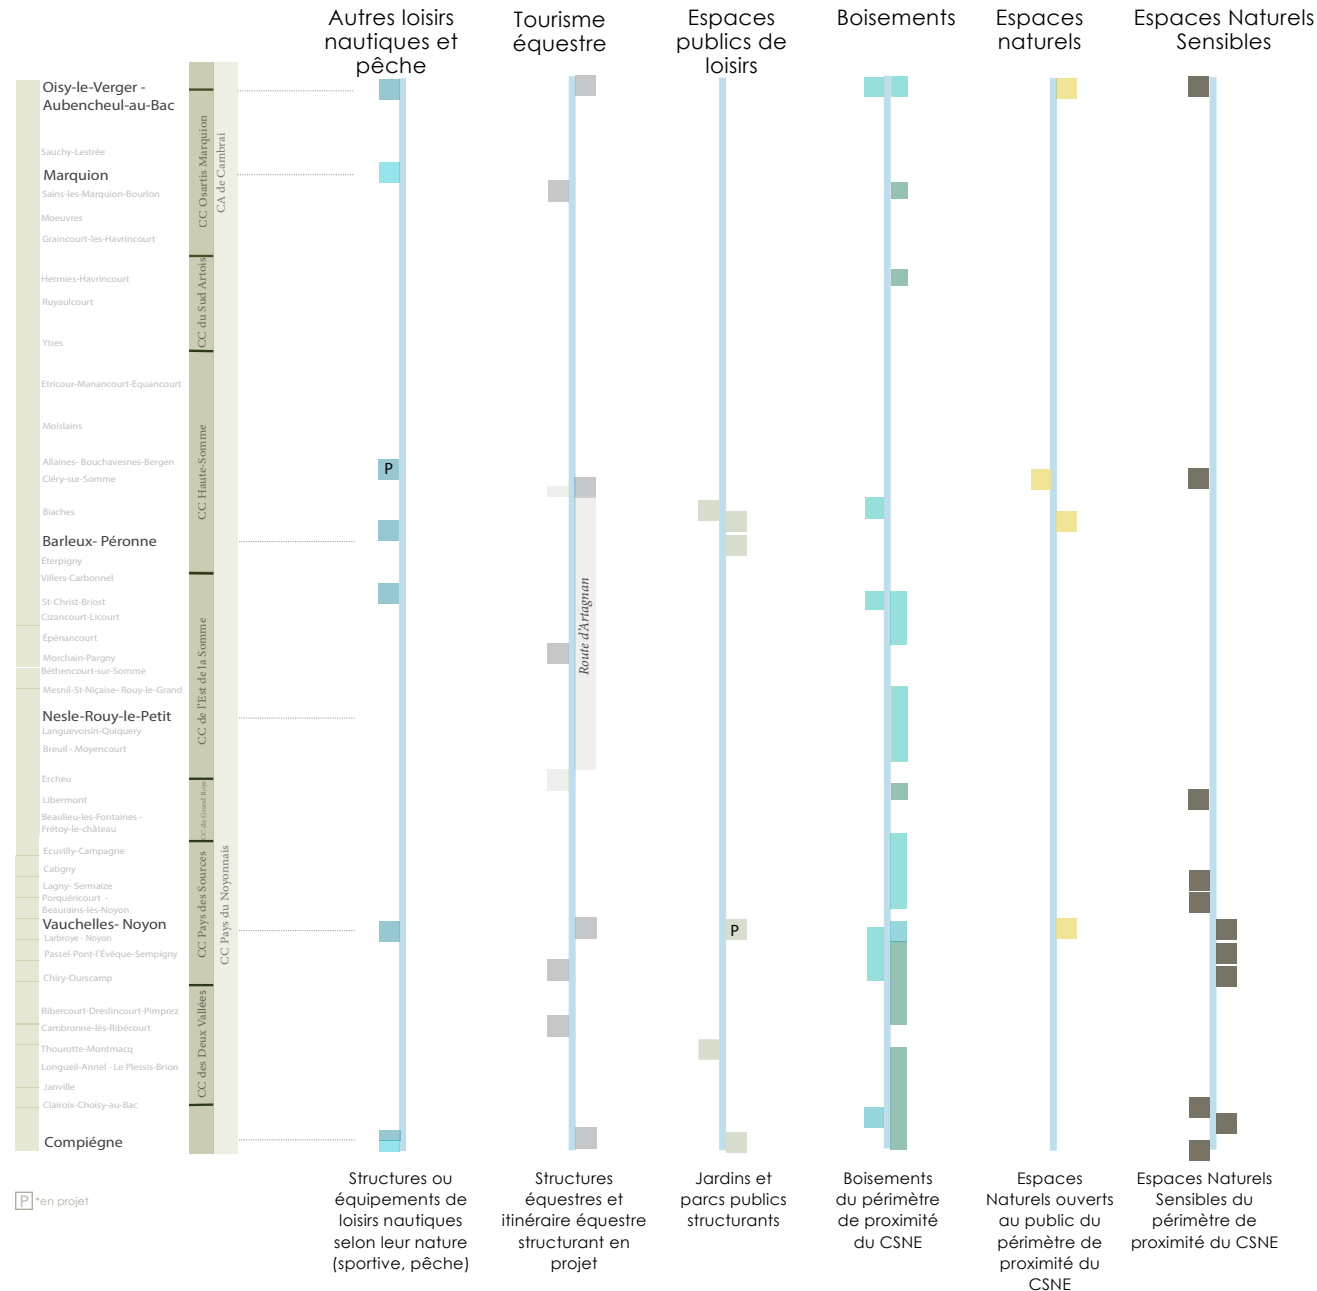 Autres loisirs
nautiques et
pêche
Tourisme
équestre
Espaces
publics de
loisirs
Boisements
Espaces
naturels
Espaces Naturels
Sensibles
Oisy-le-Verger -
Aubencheul-au-Bac
Sauchy-Lestrée
Marquion
Sains-les-Marquion-Bourlon
Moeuvres
Graincourt-les-Havrincourt
Hermies-Havrincourt
Ruyaulcourt
Ytres
Etricour-Manancourt-Equancourt
Moislains
Allaines- Bouchavesnes-Bergen
Cléry-sur-Somme
Biaches
Barleux- Péronne
Eterpigny
Villers-Carbonnel
St-Christ-Briost
Cizancourt-Licourt
Épénancourt
Morchain-Pargny
Béthencourt-sur-Somme
Mesnil-St-Niçaise- Rouy-le-Grand
Nesle-Rouy-le-Petit
Languevoisin-Quiquery
Breuil - Moyencourt
Ercheu
Libermont
Beaulieu-les-Fontaines -
Frétoy-le-château
Ecuvilly-Campagne
Catigny
Lagny- Sermaize
Porquéricourt -
Beaurains-lès-Noyon
Vauchelles- Noyon
Larbroye - Noyon
Passel-Pont-l'Évêque-Sempigny
Chiry-Ourscamp
Ribercourt-Dreslincourt-Pimprez
Cambronne-lès-Ribécourt
Thourotte-Montmacq
Longueil-Annel - Le Plessis-Brion
Janville
Clairoix-Choisy-au-Bac
Compiégne
CC Osartis Marquion
CC du Sud Artois
CC Haute-Somme
CC de l'Est de la Somme
CC du Grand Roye
CC Pays des Sources
CC des Deux Vallées
CA de Cambrai
CC Pays du Noyonnais
P
Route d'Artagnan
P
Structures ou
équipements de
loisirs nautiques
selon leur nature
(sportive, pêche)
Structures
équestres et
itinéraire équestre
structurant en
projet
Jardins et
parcs publics
structurants
Boisements
du périmètre
de proximité
du CSNE
Espaces
Naturels ouverts
au public du
périmètre de
proximité du
CSNE
Espaces Naturels
Sensibles du
périmètre de
proximité du CSNE
P *en projet